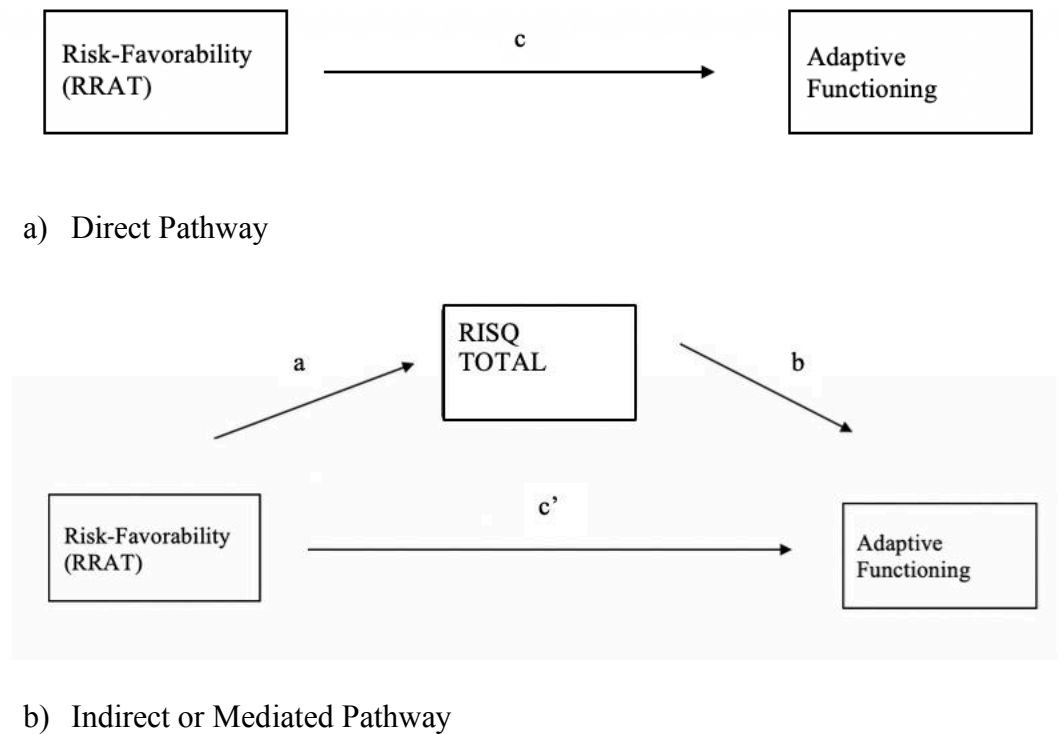 Risk-Favorability
(RRAT)
c
Adaptive
Functioning
a) Direct Pathway
RISQ
TOTAL
a
b
Risk-Favorability
(RRAT)
c’
Adaptive
Functioning
b) Indirect or Mediated Pathway